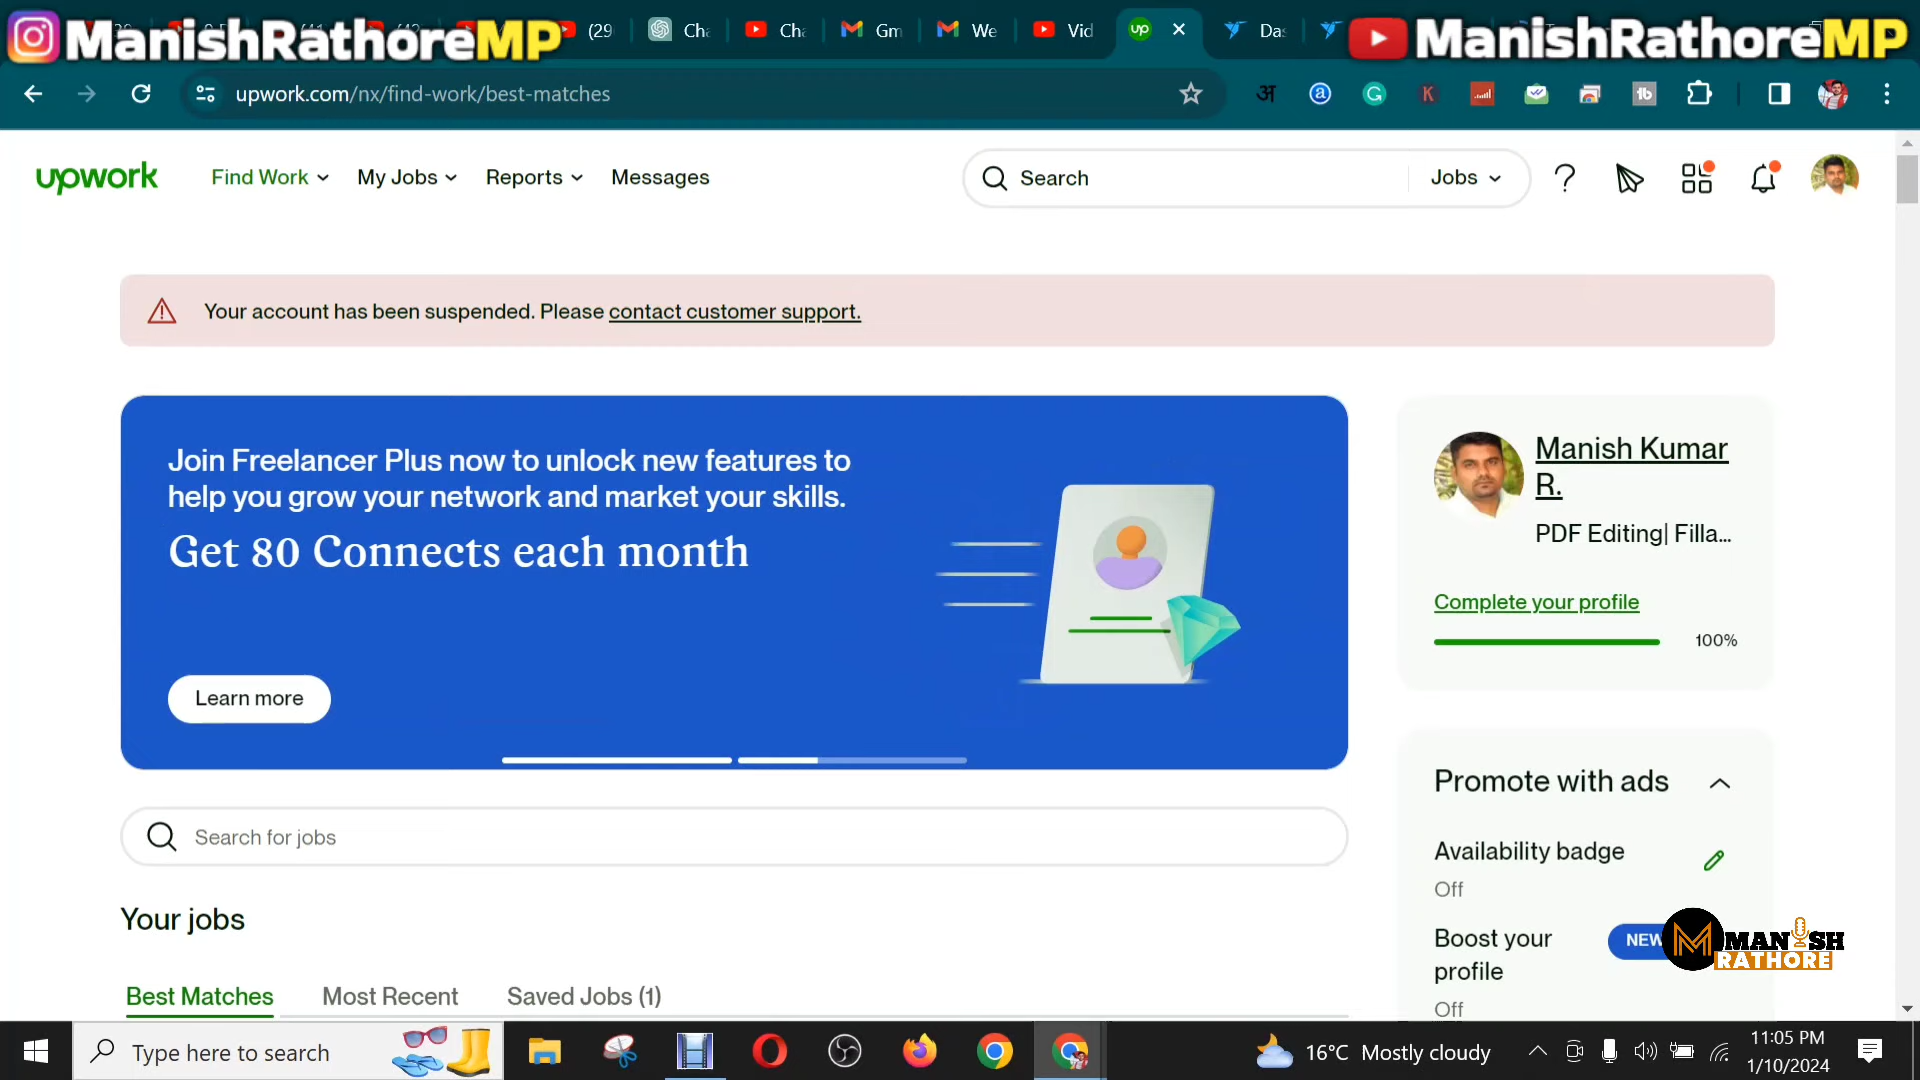 ManishRathoreMP
(29
Cha
Cha
Gm
We
Vid
up
Das
ManishRathoreMP
upwork.com/nx/find-work/best-matches
अ
a
G
K
tb
upwork
Find Work
My Jobs
Reports
Messages
Search
Jobs
Your account has been suspended. Please contact customer support.
Join Freelancer Plus now to unlock new features to
help you grow your network and market your skills.
Get 80 Connects each month
Learn more
Manish Kumar
R.
PDF Editing| Filla...
Complete your profile
100%
Promote with ads
Availability badge
Off
Boost your
profile
NEW
Off
Search for jobs
Your jobs
Best Matches
Most Recent
Saved Jobs (1)
MANISH
RATHORE
Type here to search
16°C Mostly cloudy
11:05 PM
1/10/2024